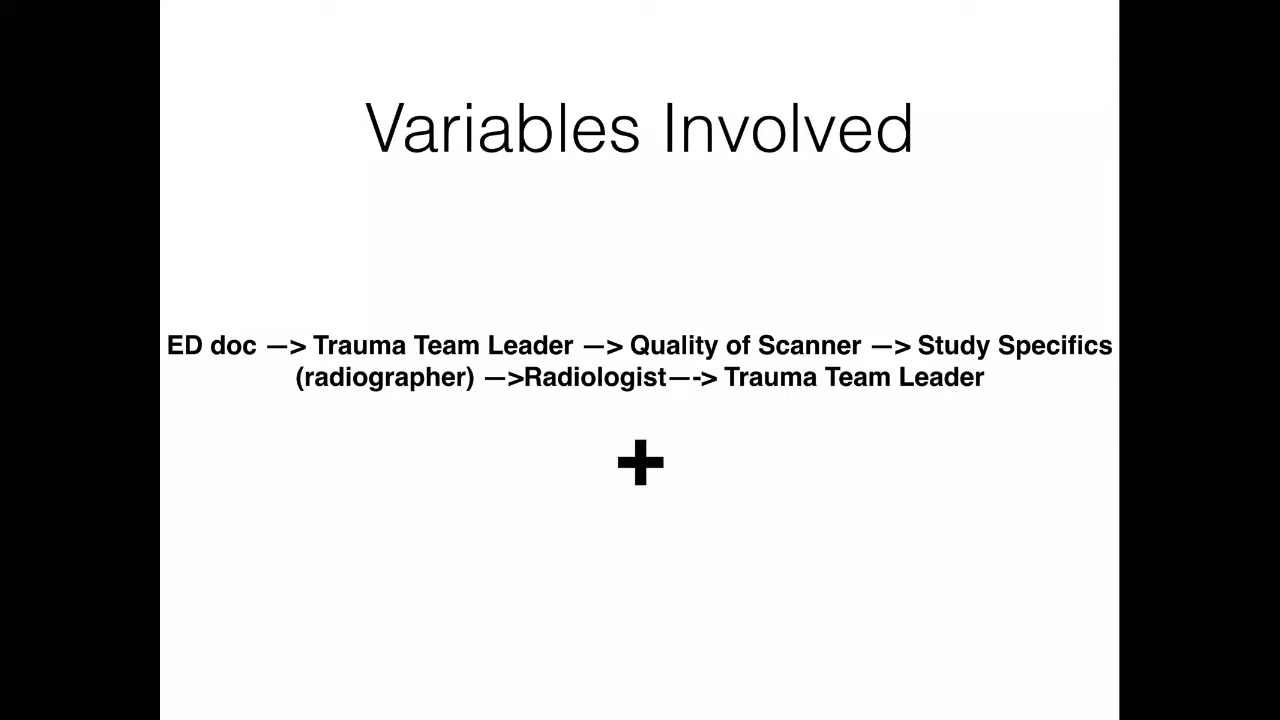 Variables Involved
ED doc —> Trauma Team Leader —> Quality of Scanner —> Study Specifics
(radiographer) —>Radiologist—-> Trauma Team Leader
+